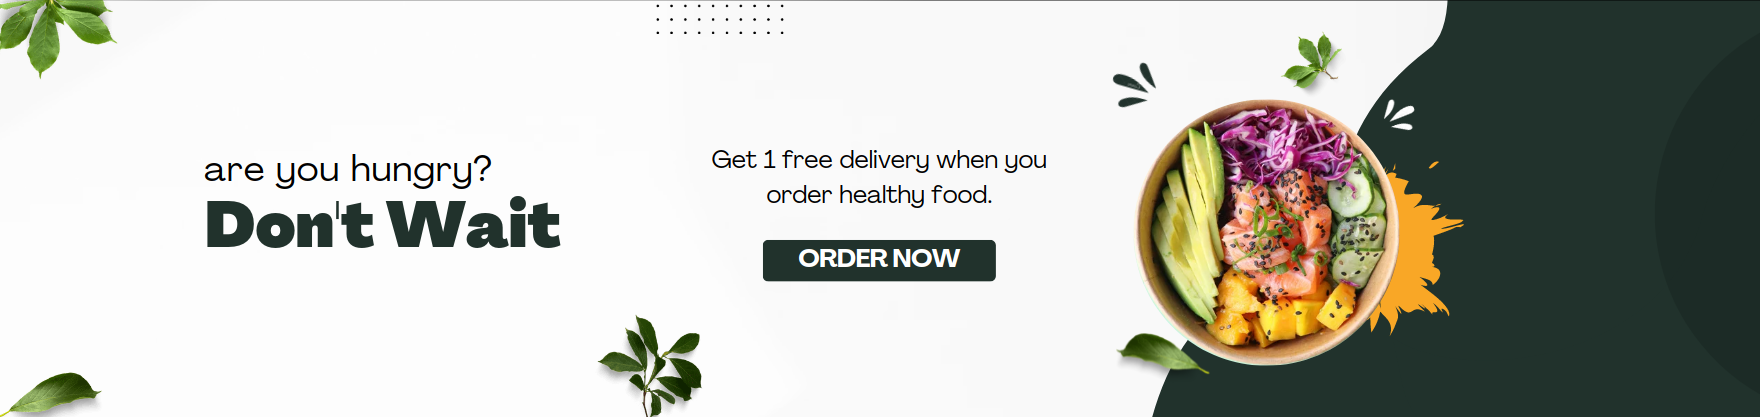 are you hungry?
Don't Wait
Get 1 free delivery when you
order healthy food.
ORDER NOW